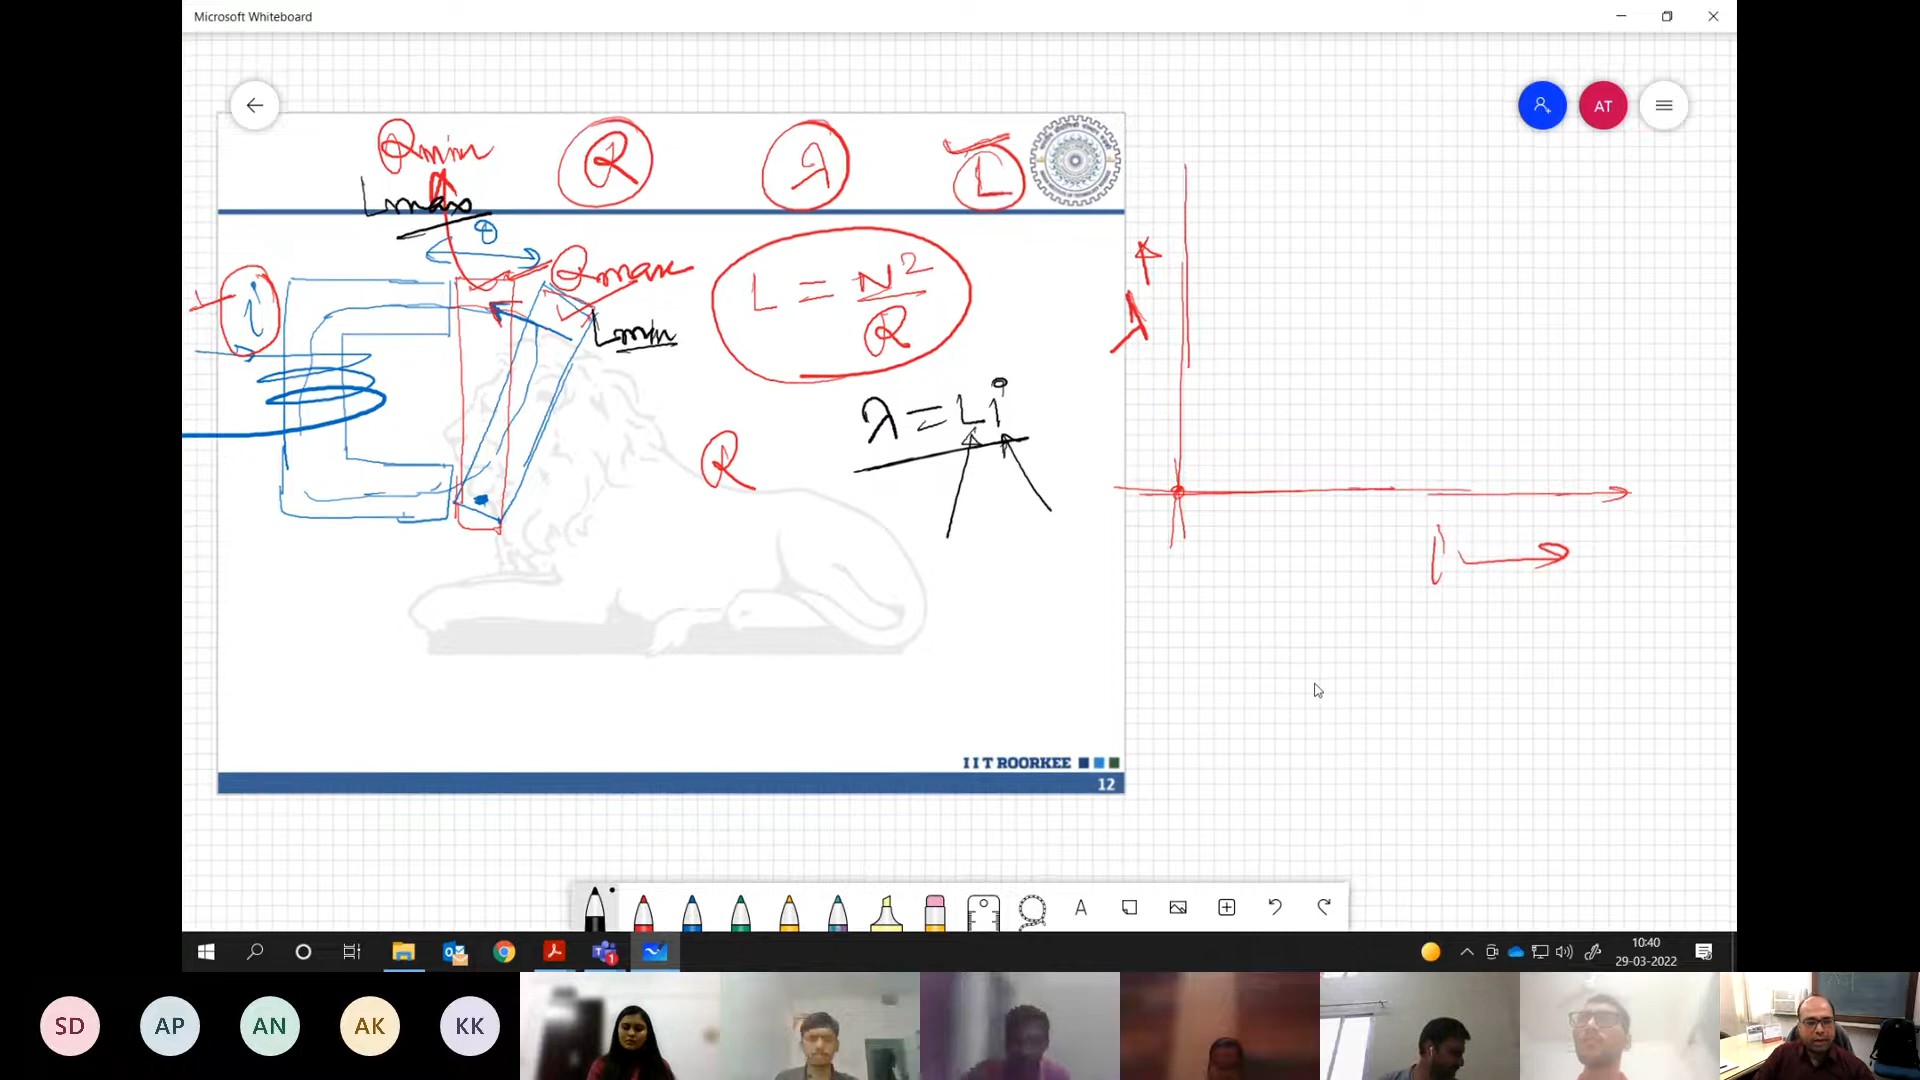 Microsoft Whiteboard
AT
Rmin
R
λ
L
Lmax
θ
Rmax
i
L = N²/R
Lmin
λ = Li
R
λ
i
IIT ROORKEE
12
10:40
29-03-2022
SD
AP
AN
AK
KK